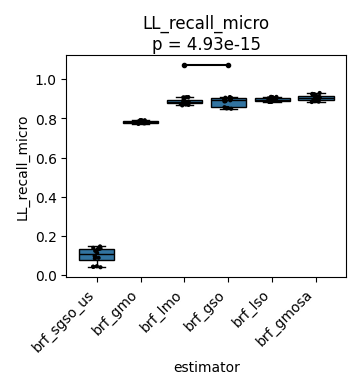 LL_recall_micro
p = 4.93e-15
LL_recall_micro
1.0
0.8
0.6
0.4
0.2
0.0
brf_sgso_us
brf_gmo
brf_lmo
brf_gso
brf_lso
brf_gmosa
estimator